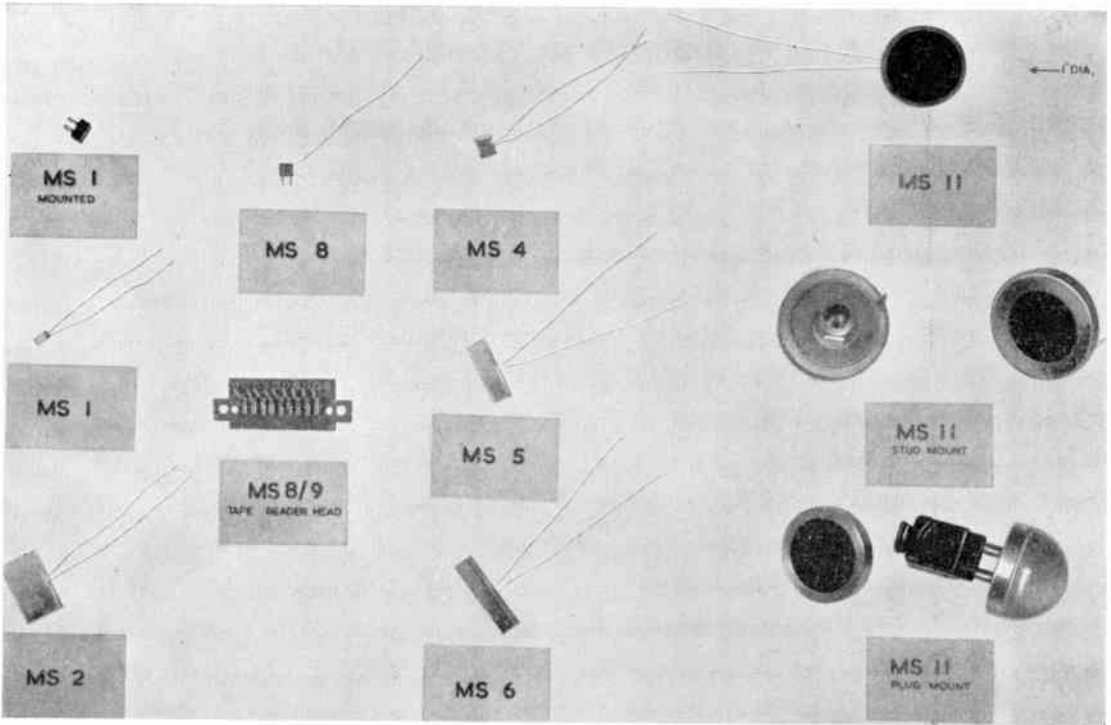 ←1" DIA.
MS 1
MOUNTED
MS 8
MS 4
MS 11
MS 1
MS 8/9
TAPE READER HEAD
MS 5
MS 11
STUD MOUNT
MS 2
MS 6
MS 11
PLUG MOUNT